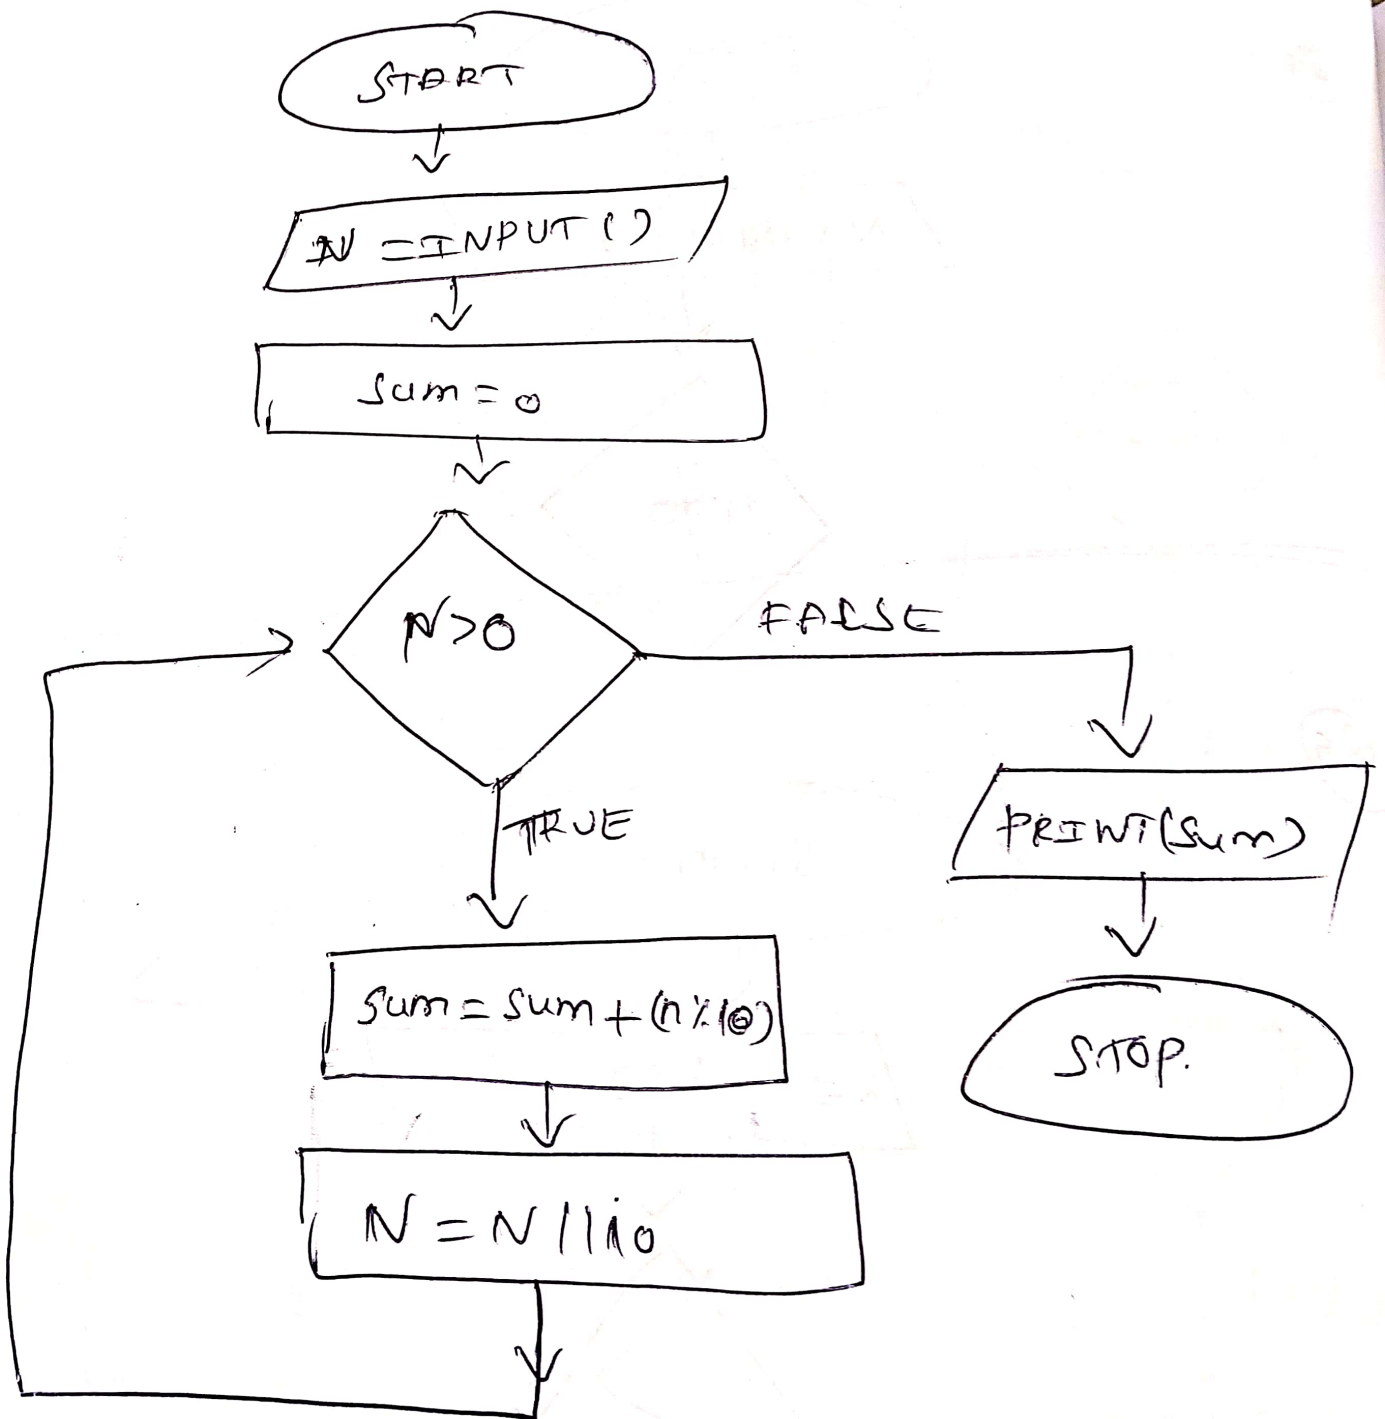 START
N =INPUT()
Sum = 0
N>0
FALSE
TRUE
PRINT(Sum)
Sum = Sum + (n%10)
STOP.
N = N//10